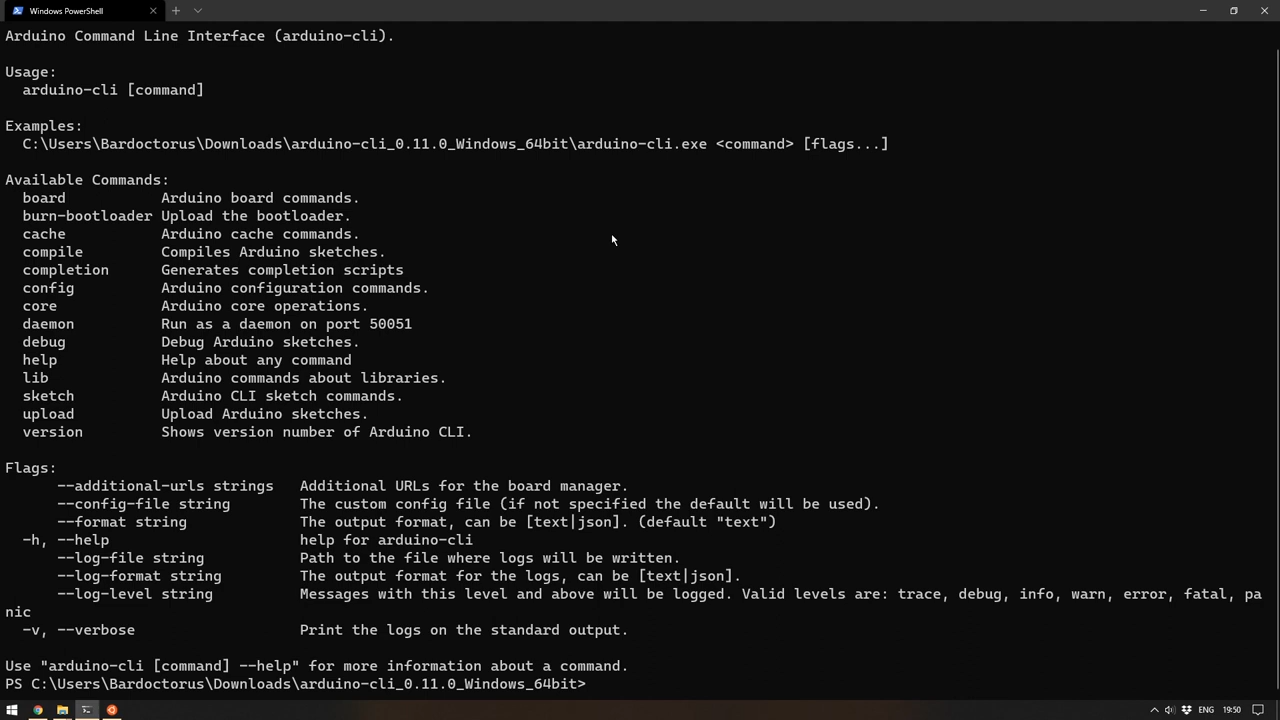 Windows PowerShell
Arduino Command Line Interface (arduino-cli).
Usage:
arduino-cli [command]
Examples:
C:\Users\Bardoctorus\Downloads\arduino-cli_0.11.0_Windows_64bit\arduino-cli.exe <command> [flags...]
Available Commands:
board Arduino board commands.
burn-bootloader Upload the bootloader.
cache Arduino cache commands.
compile Compiles Arduino sketches.
completion Generates completion scripts
config Arduino configuration commands.
core Arduino core operations.
daemon Run as a daemon on port 50051
debug Debug Arduino sketches.
help Help about any command
lib Arduino commands about libraries.
sketch Arduino CLI sketch commands.
upload Upload Arduino sketches.
version Shows version number of Arduino CLI.
Flags:
--additional-urls strings Additional URLs for the board manager.
--config-file string The custom config file (if not specified the default will be used).
--format string The output format, can be [text|json]. (default "text")
-h, --help help for arduino-cli
--log-file string Path to the file where logs will be written.
--log-format string The output format for the logs, can be [text|json].
--log-level string Messages with this level and above will be logged. Valid levels are: trace, debug, info, warn, error, fatal, pa
nic
-v, --verbose Print the logs on the standard output.
Use "arduino-cli [command] --help" for more information about a command.
PS C:\Users\Bardoctorus\Downloads\arduino-cli_0.11.0_Windows_64bit>
ENG 19:50